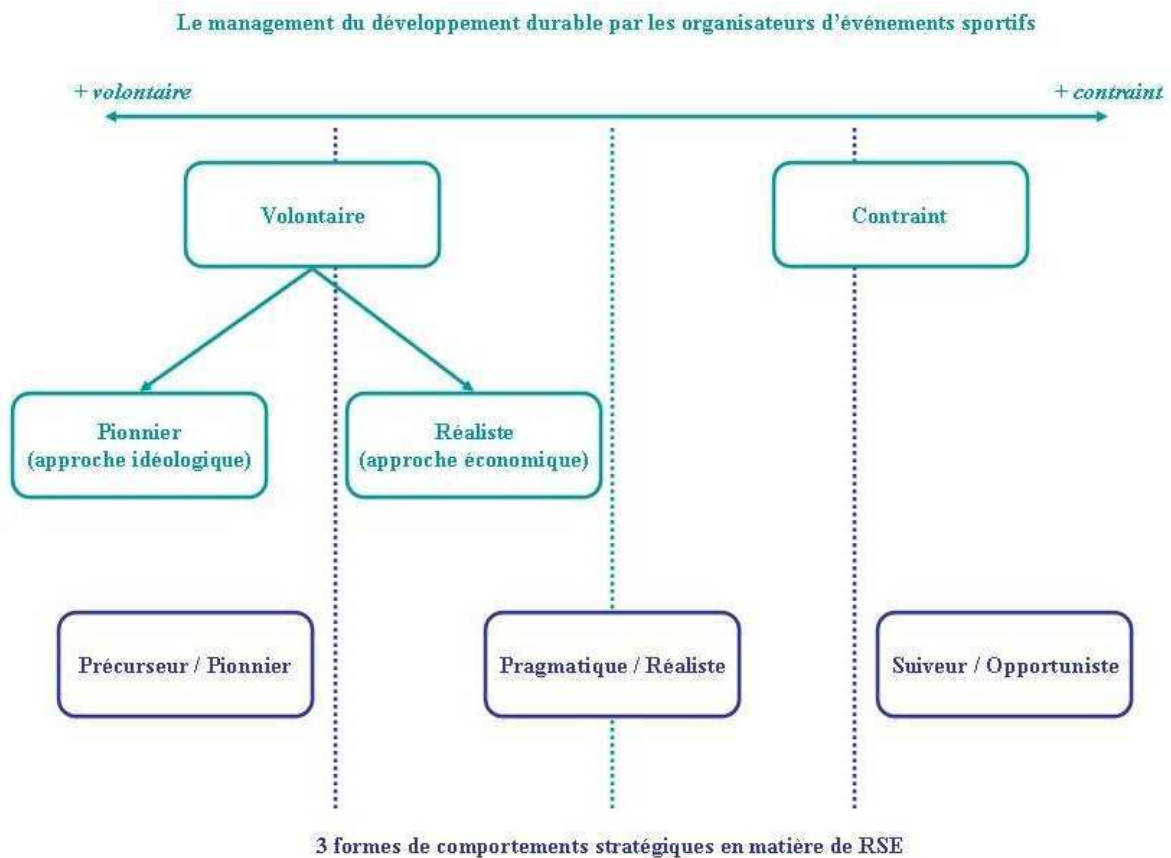 Le management du développement durable par les organisateurs d'événements sportifs
+ volontaire
+ contraint
Volontaire
Contraint
Pionnier
(approche idéologique)
Réaliste
(approche économique)
Précurseur / Pionnier
Pragmatique / Réaliste
Suiveur / Opportuniste
3 formes de comportements stratégiques en matière de RSE